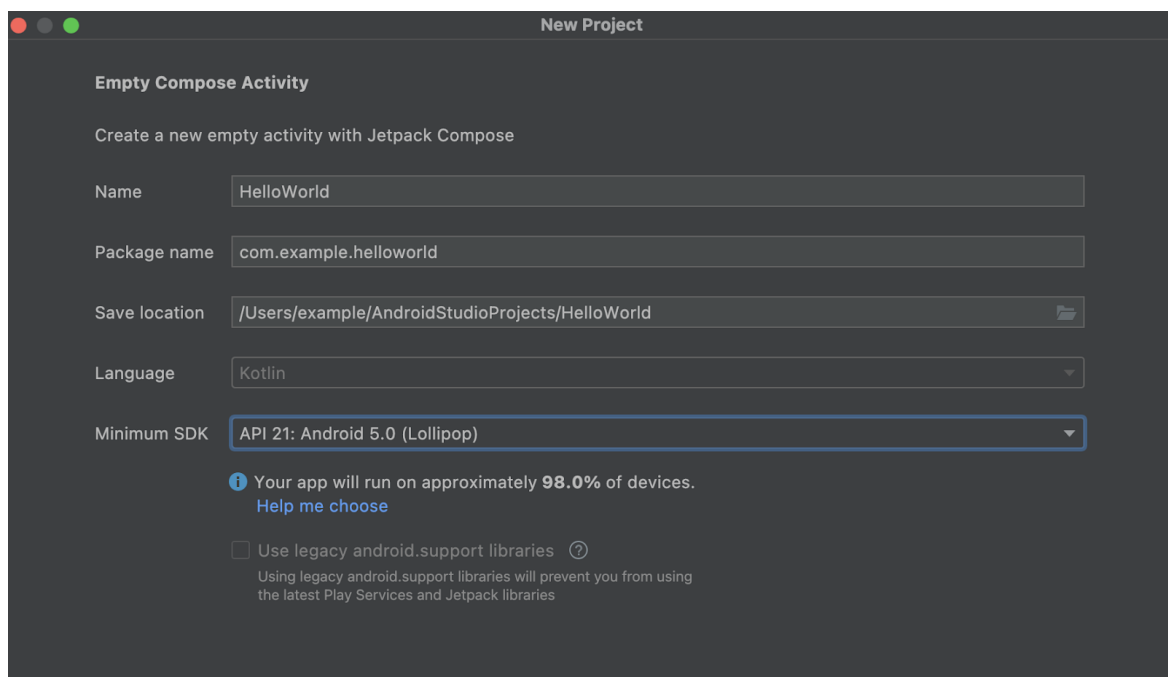 New Project
Empty Compose Activity
Create a new empty activity with Jetpack Compose
Name HelloWorld
Package name com.example.helloworld
Save location /Users/example/AndroidStudioProjects/HelloWorld
Language Kotlin
Minimum SDK API 21: Android 5.0 (Lollipop)
i Your app will run on approximately 98.0% of devices.
Help me choose
Use legacy android.support libraries ?
Using legacy android.support libraries will prevent you from using
the latest Play Services and Jetpack libraries